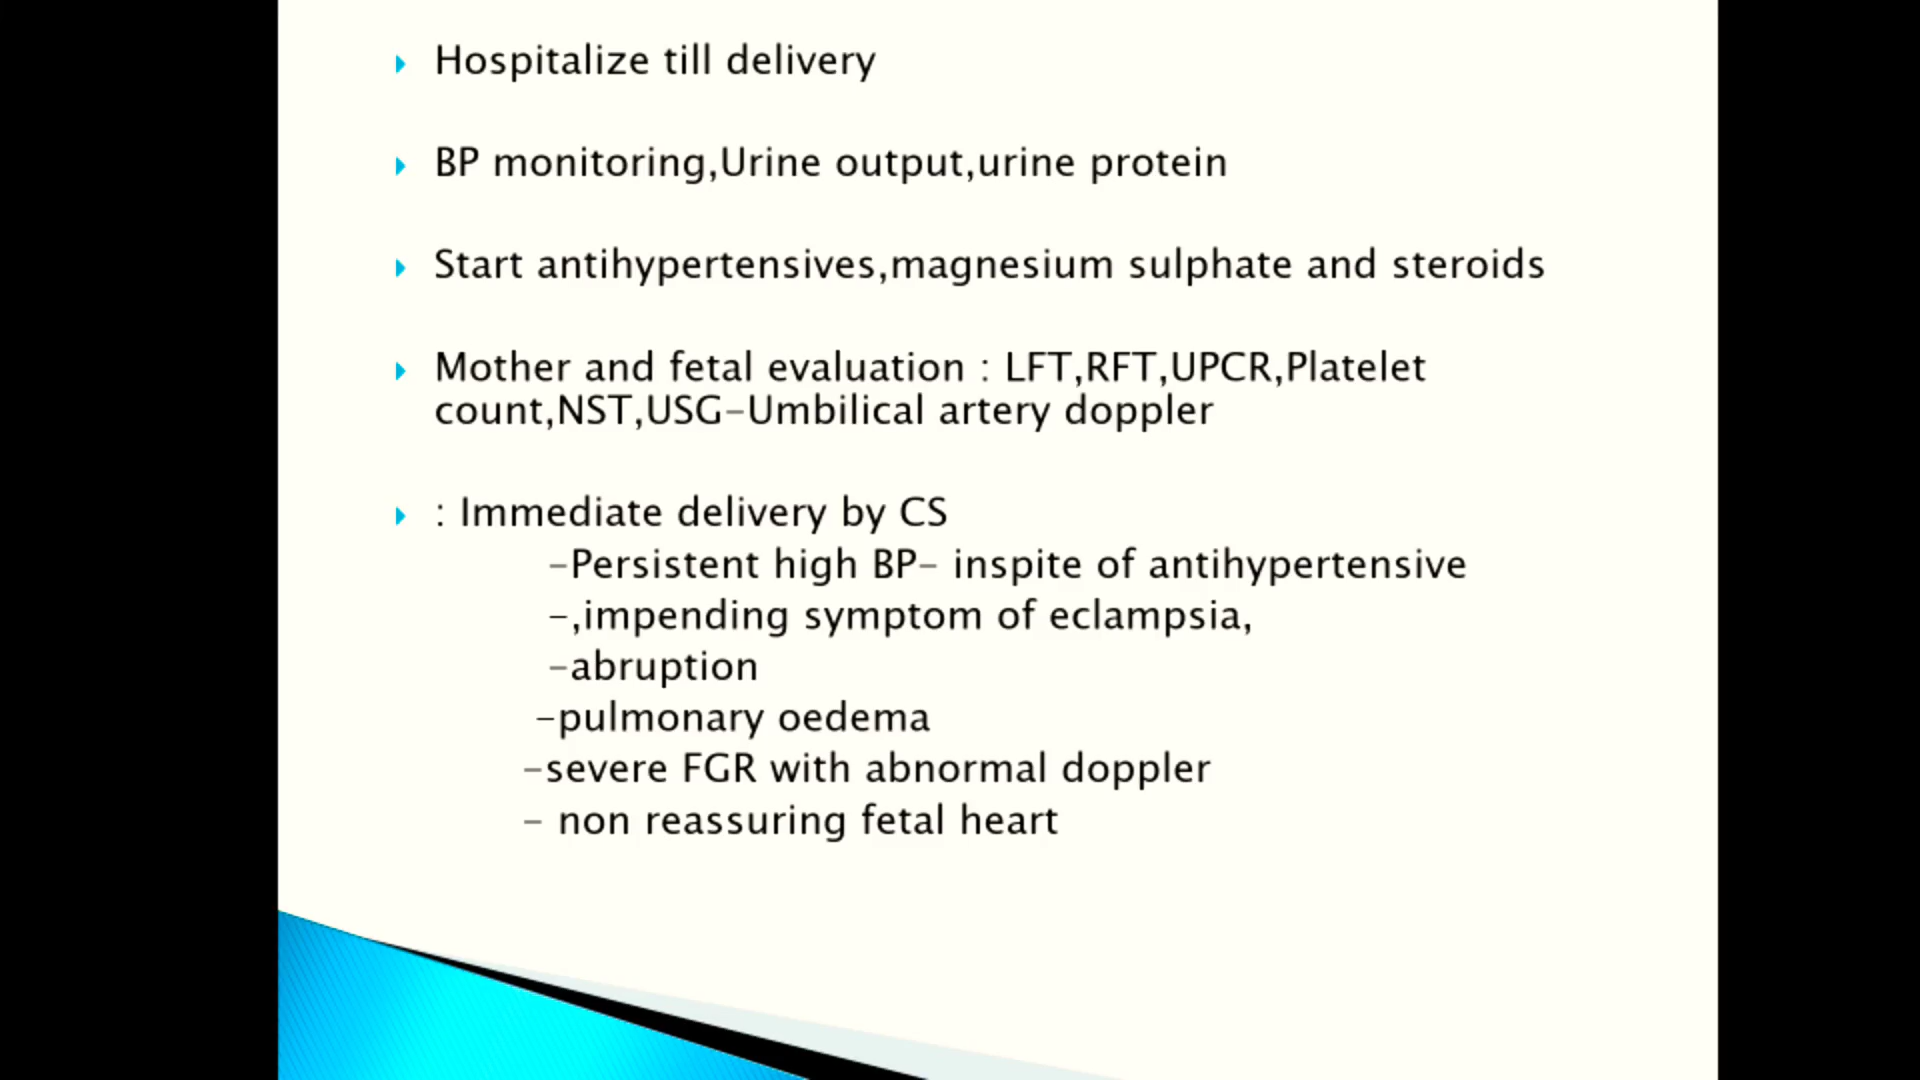 Hospitalize till delivery
BP monitoring,Urine output,urine protein
Start antihypertensives,magnesium sulphate and steroids
Mother and fetal evaluation : LFT,RFT,UPCR,Platelet
count,NST,USG-Umbilical artery doppler
: Immediate delivery by CS
-Persistent high BP- inspite of antihypertensive
-,impending symptom of eclampsia,
-abruption
-pulmonary oedema
-severe FGR with abnormal doppler
- non reassuring fetal heart